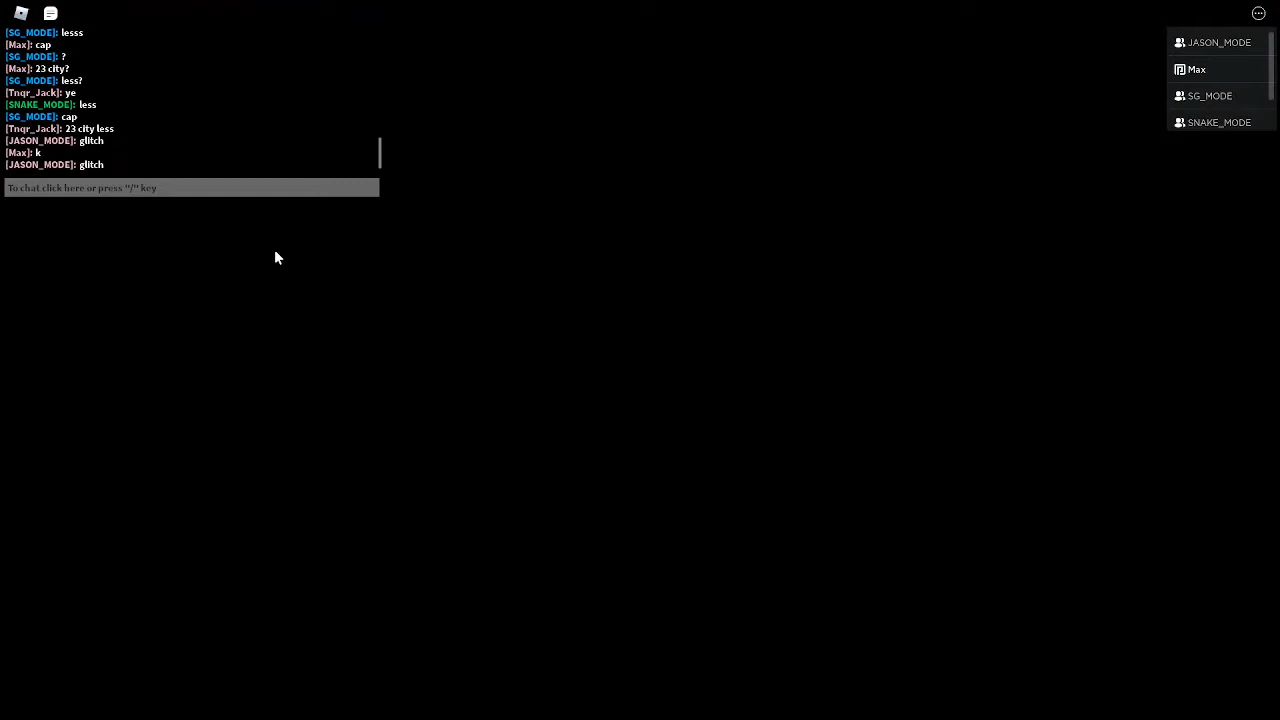 [SG_MODE]: lesss
[Max]: cap
[SG_MODE]: ?
[Max]: 23 city?
[SG_MODE]: less?
[Tnqr_Jack]: ye
[SNAKE_MODE]: less
[SG_MODE]: cap
[Tnqr_Jack]: 23 city less
[JASON_MODE]: glitch
[Max]: k
[JASON_MODE]: glitch
To chat click here or press "/" key
JASON_MODE
Max
SG_MODE
SNAKE_MODE